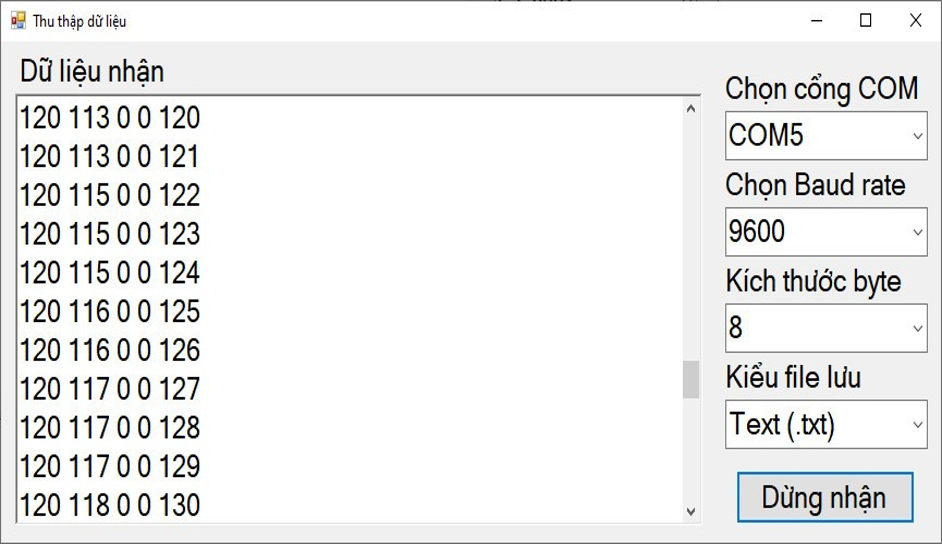 Thu thập dữ liệu
Dữ liệu nhận
120 113 0 0 120
120 113 0 0 121
120 115 0 0 122
120 115 0 0 123
120 115 0 0 124
120 116 0 0 125
120 116 0 0 126
120 117 0 0 127
120 117 0 0 128
120 117 0 0 129
120 118 0 0 130
Chọn cổng COM
COM5
Chọn Baud rate
9600
Kích thước byte
8
Kiểu file lưu
Text (.txt)
Dừng nhận